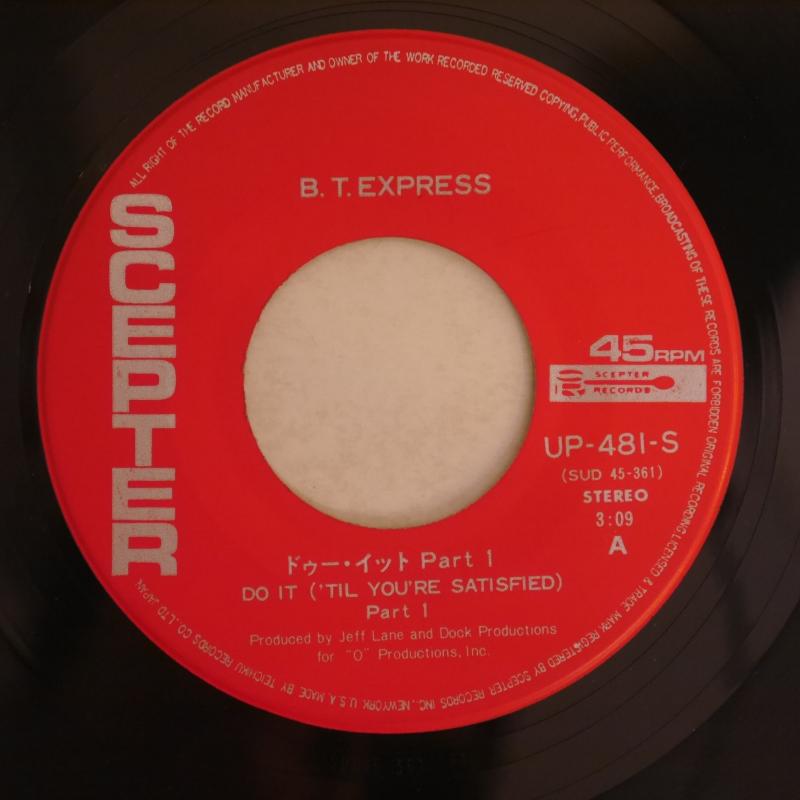 ALL RIGHT OF THE RECORD MANUFACTURER AND OWNER OF THE WORK RECORDED RESERVED COPYING, PUBLIC PERFORMANCE, BROADCASTING OF THESE RECORDS ARE FORBIDDEN ORIGINAL RECORDING LICENSED & TRADE MARK REGISTERED BY SCEPTER RECORDS INC., NEWYORK, U.S.A. MADE BY TEICHIKU RECORDS CO., LTD. JAPAN
SCEPTER
B. T. EXPRESS
45RPM
SCEPTER
RECORDS
UP-481-S
(SUD 45-361)
STEREO
3:09
A
ドゥー・イット Part 1
DO IT ('TIL YOU'RE SATISFIED)
Part 1
Produced by Jeff Lane and Dock Productions
for "O" Productions, Inc.